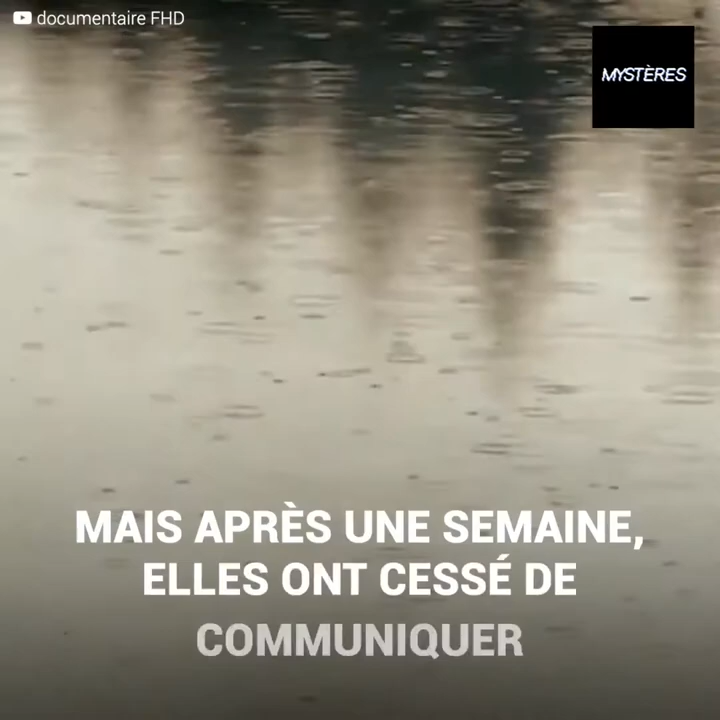 documentaire FHD
MYSTÈRES
MAIS APRÈS UNE SEMAINE,
ELLES ONT CESSÉ DE
COMMUNIQUER